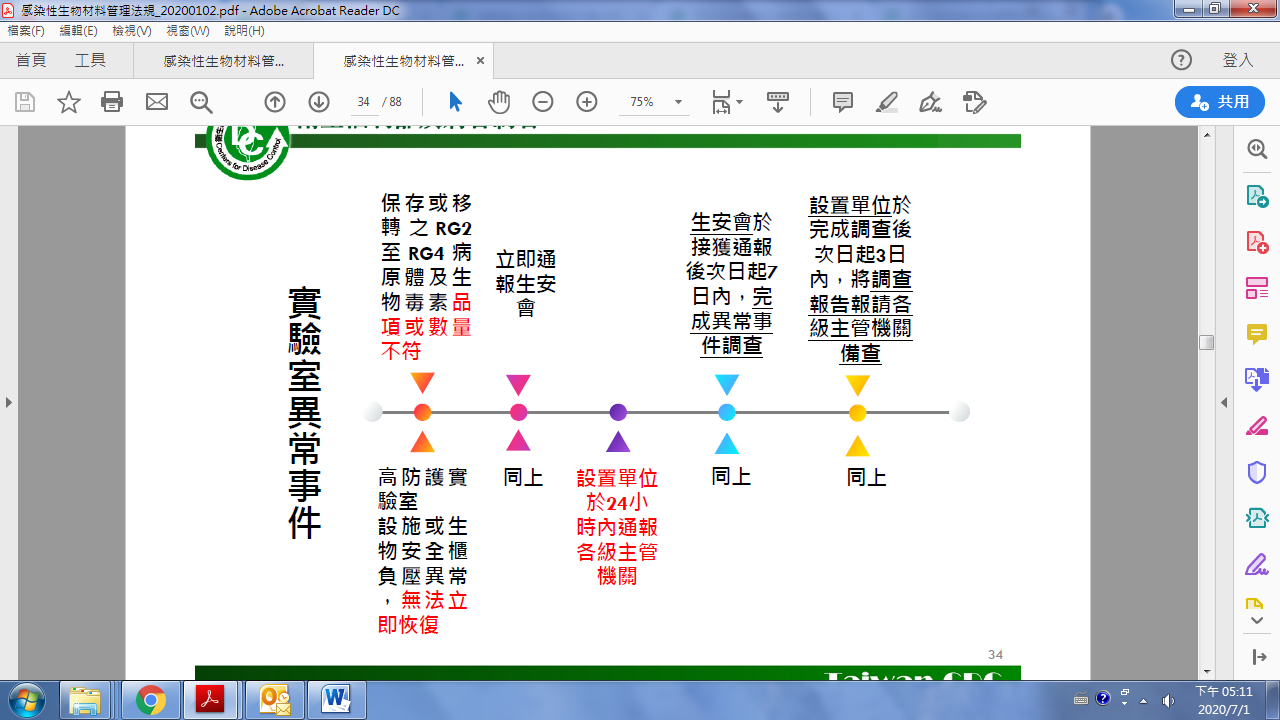 感染性生物材料管理法規_20200102.pdf - Adobe Acrobat Reader DC
檔案(F) 編輯(E) 檢視(V) 視窗(W) 說明(H)
首頁 工具 感染性生物材料管... 感染性生物材料管... × ? 登入
34 / 88 75% 共用
Centers for Disease Control
實驗室異常事件
保存或移
轉之RG2
至RG4病
原體及生
物毒素品
項或數量
不符
立即通
報生安
會
生安會於
接獲通報
後次日起7
日內，完
成異常事
件調查
設置單位於
完成調查後
次日起3日
內，將調查
報告報請各
級主管機關
備查
高防護實
驗室
設施或生
物安全櫃
負壓異常
，無法立
即恢復
同上
設置單位
於24小
時內通報
各級主管
機關
同上
同上
34
Taiwan CDC
下午 05:11
2020/7/1